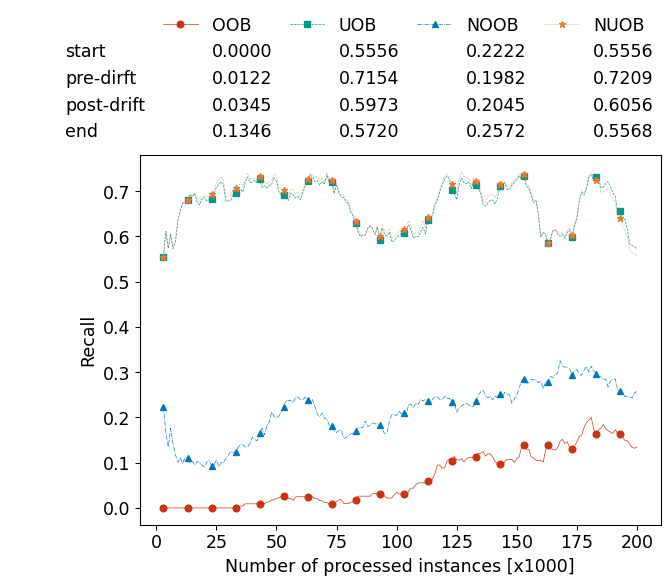 OOB UOB NOOB NUOB
start 0.0000 0.5556 0.2222 0.5556
pre-dirft 0.0122 0.7154 0.1982 0.7209
post-drift 0.0345 0.5973 0.2045 0.6056
end 0.1346 0.5720 0.2572 0.5568
0.7
0.6
0.5
0.4
0.3
0.2
0.1
0.0
Recall
0 25 50 75 100 125 150 175 200
Number of processed instances [x1000]